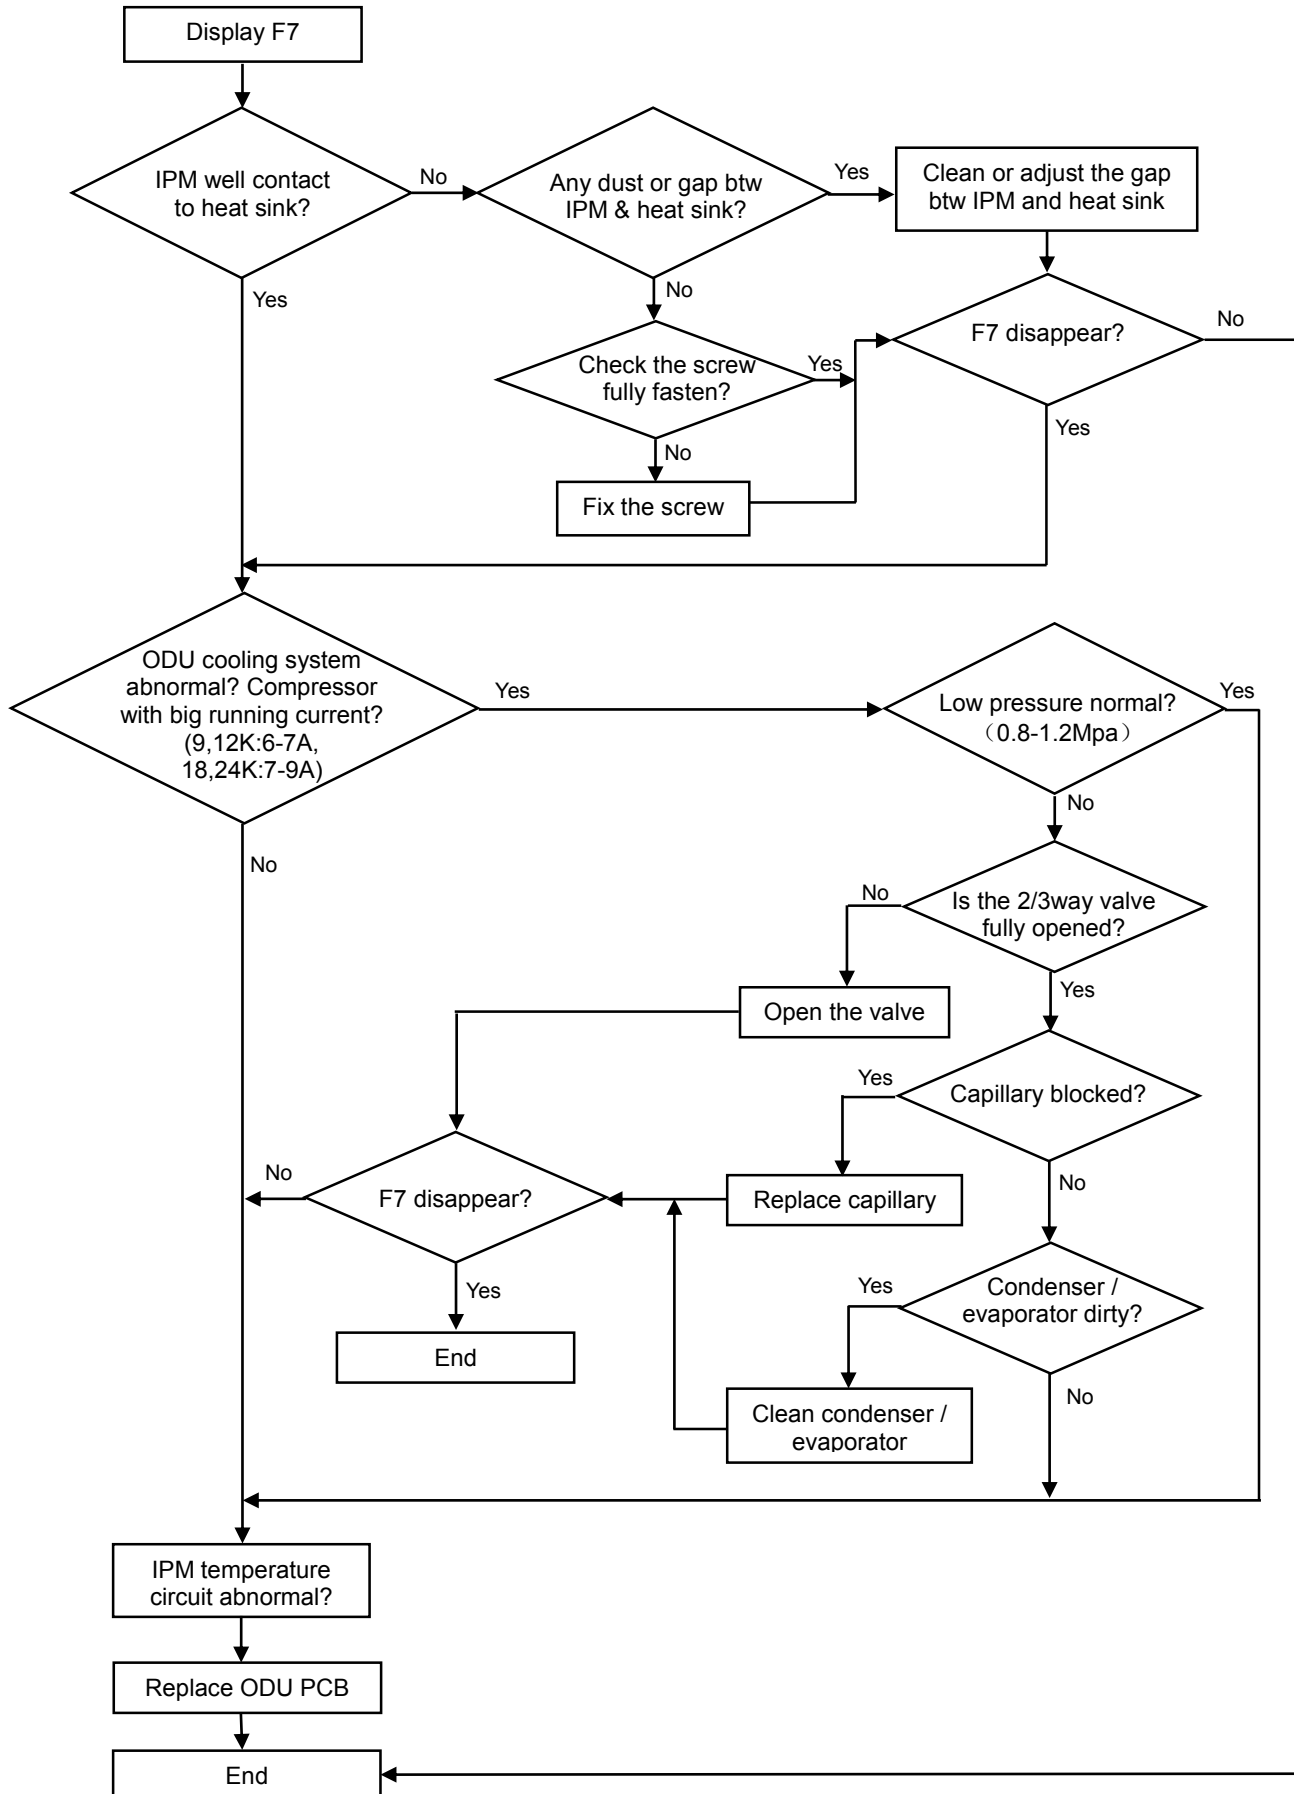 Display F7
IPM well contact
to heat sink?
No
Any dust or gap btw
IPM & heat sink?
Yes
Clean or adjust the gap
btw IPM and heat sink
Yes
No
Check the screw
fully fasten?
Yes
F7 disappear?
No
No
Yes
Fix the screw
ODU cooling system
abnormal? Compressor
with big running current?
(9,12K:6-7A,
18,24K:7-9A)
Yes
Low pressure normal?
（0.8-1.2Mpa）
Yes
No
No
No
Is the 2/3way valve
fully opened?
Yes
Open the valve
Yes
Capillary blocked?
No
F7 disappear?
Replace capillary
No
Yes
End
Yes
Condenser /
evaporator dirty?
No
Clean condenser /
evaporator
IPM temperature
circuit abnormal?
Replace ODU PCB
End